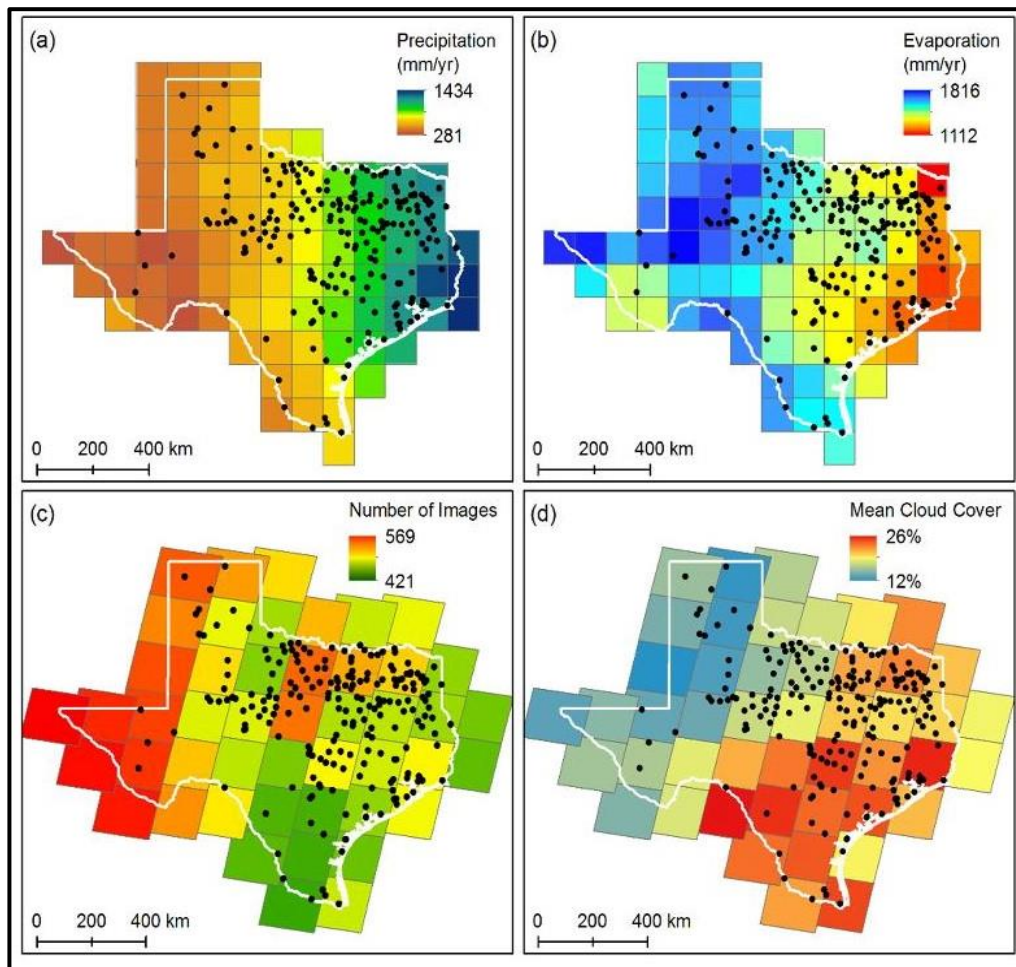 (a)
Precipitation
(mm/yr)
1434
281
0 200 400 km
(b)
Evaporation
(mm/yr)
1816
1112
0 200 400 km
(c)
Number of Images
569
421
0 200 400 km
(d)
Mean Cloud Cover
26%
12%
0 200 400 km